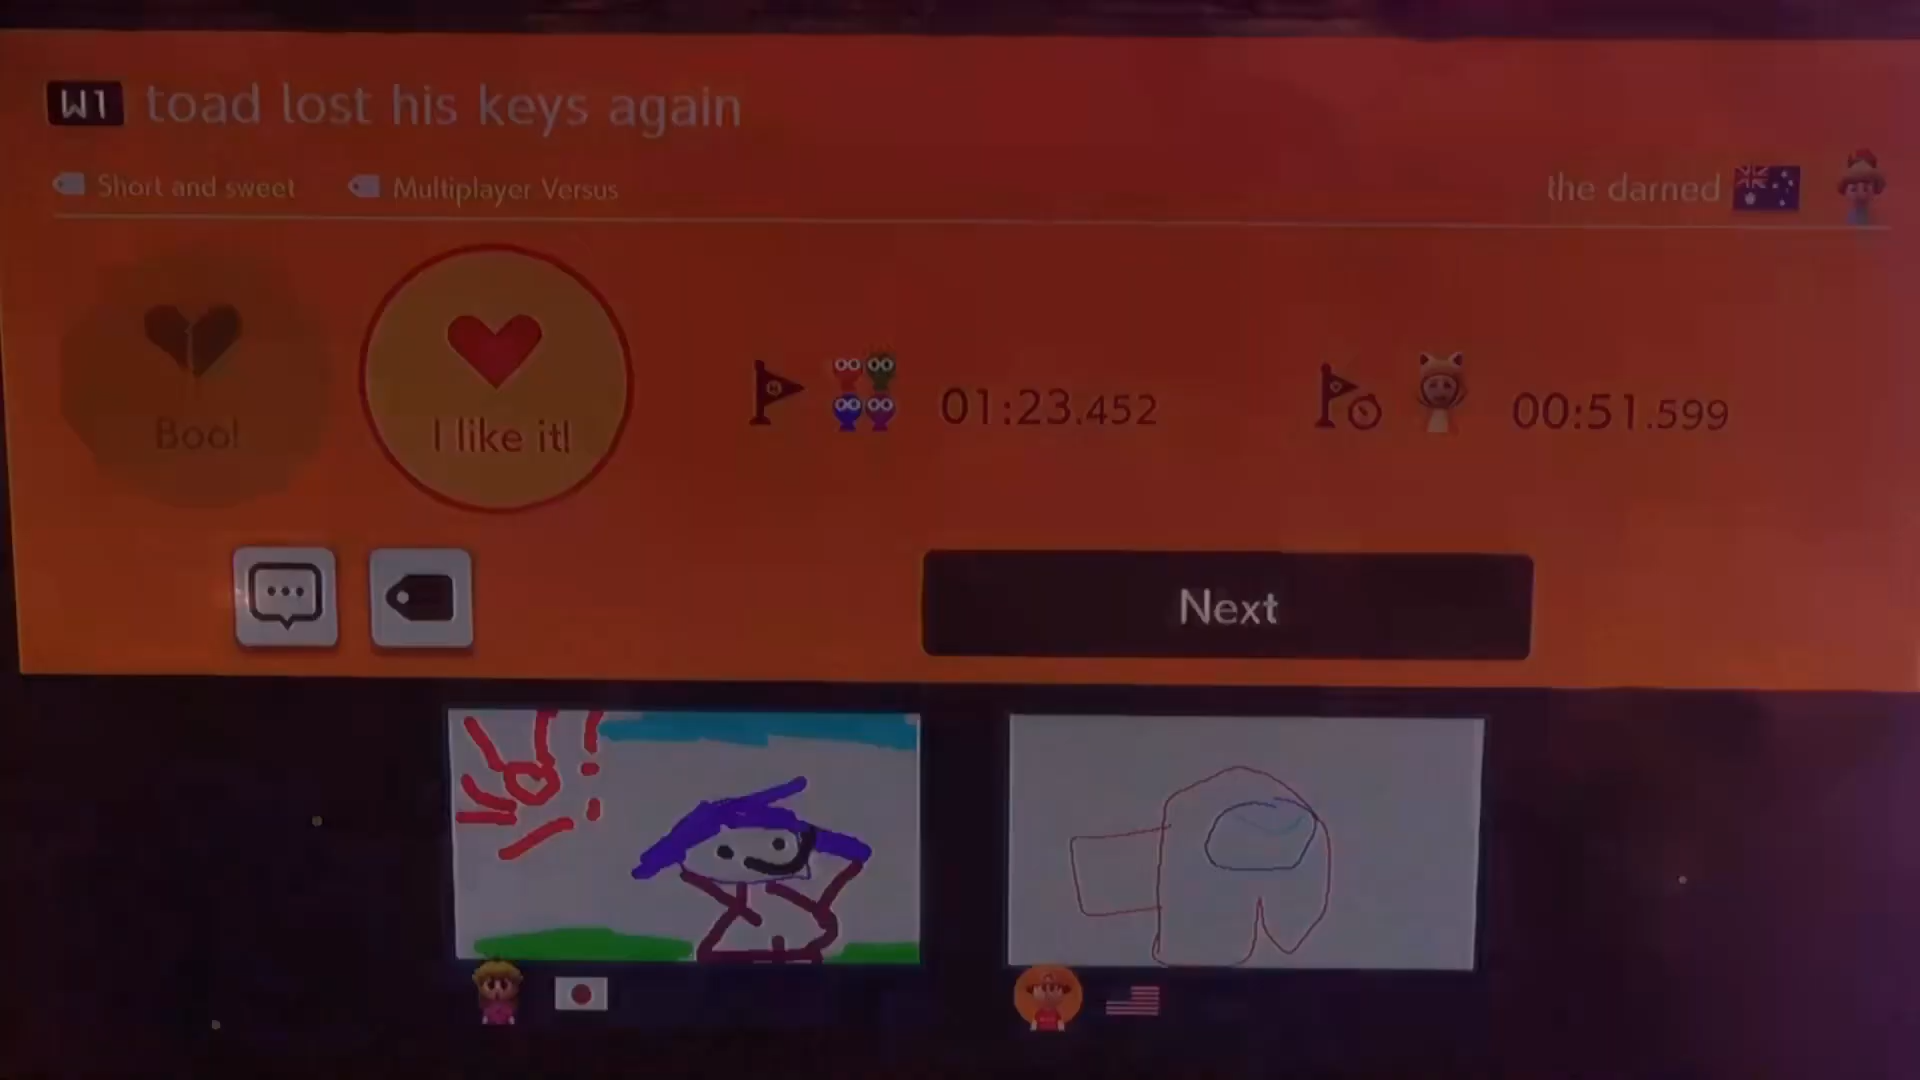 W1 toad lost his keys again
Short and sweet Multiplayer Versus
the darned
Boo!
I like it!
01:23.452
00:51.599
Next